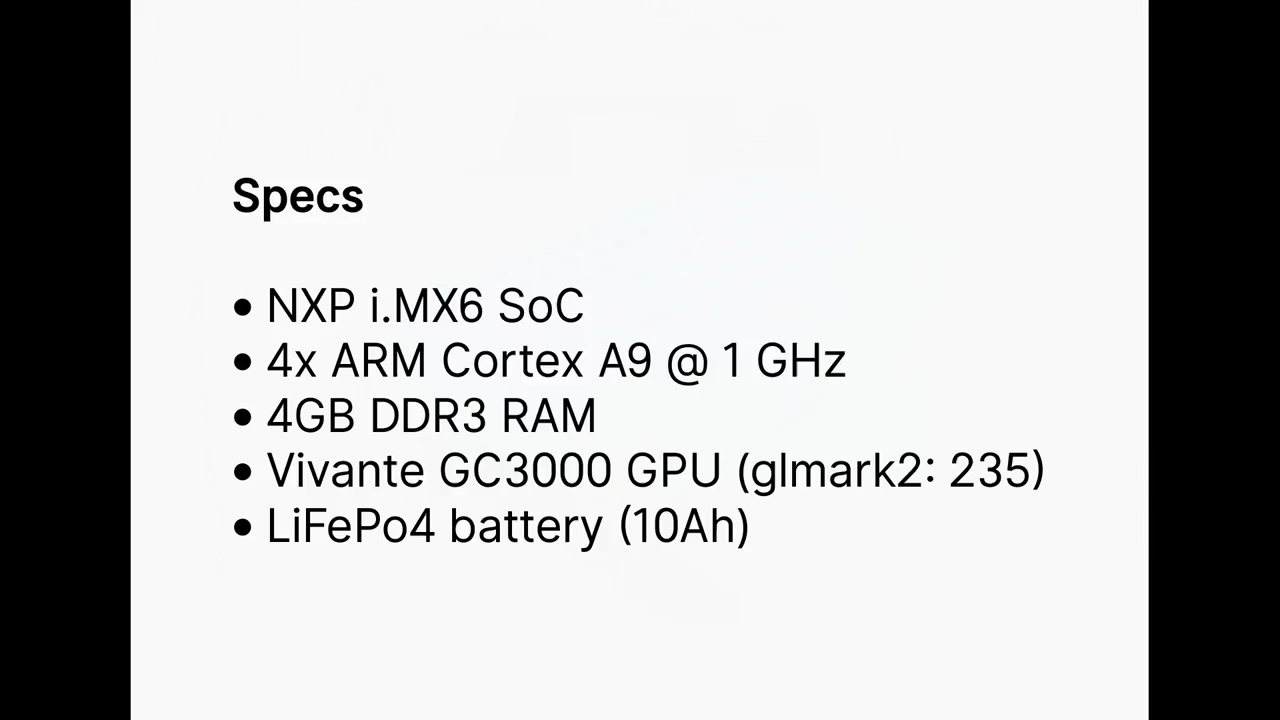 Specs
• NXP i.MX6 SoC
• 4x ARM Cortex A9 @ 1 GHz
• 4GB DDR3 RAM
• Vivante GC3000 GPU (glmark2: 235)
• LiFePo4 battery (10Ah)